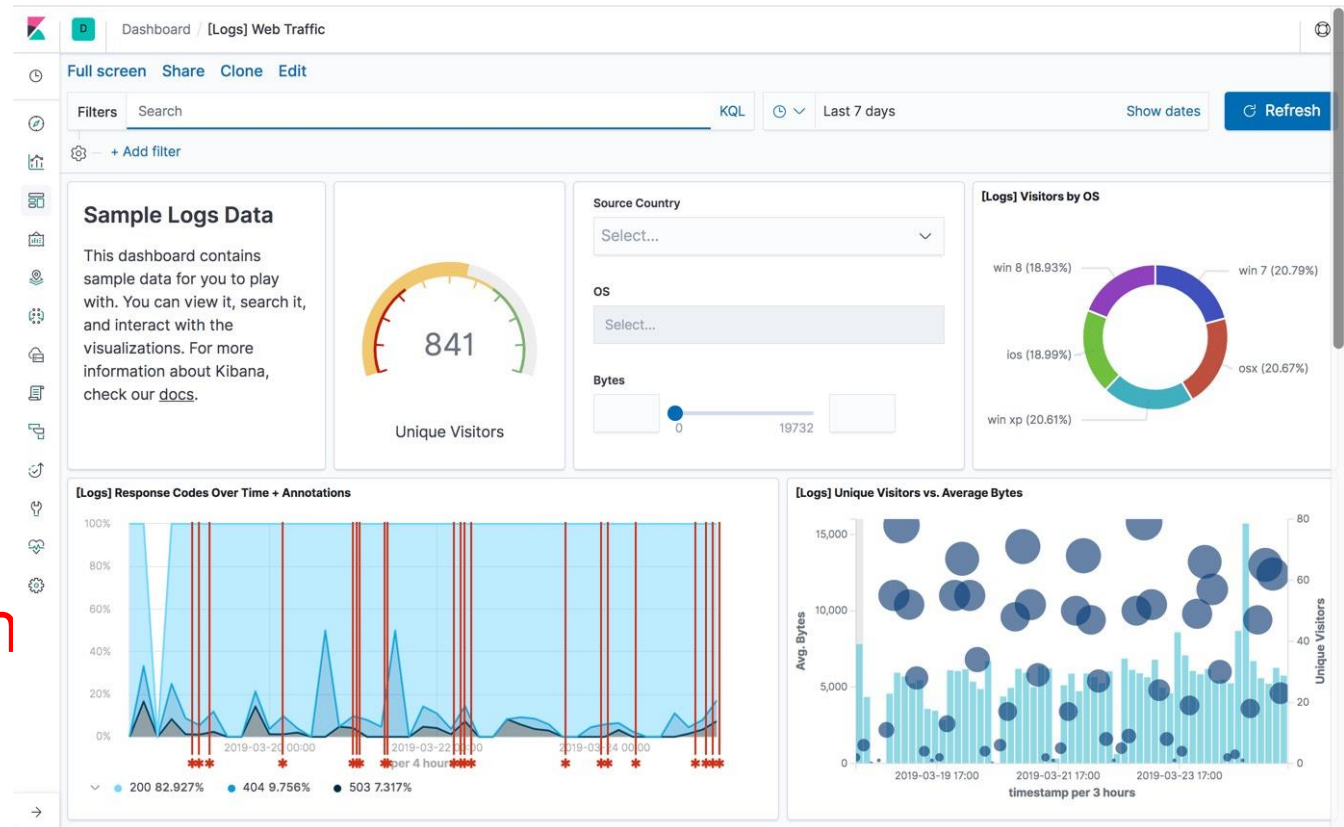 D Dashboard / [Logs] Web Traffic
Full screen Share Clone Edit
Filters Search KQL Last 7 days Show dates Refresh
+ Add filter
Sample Logs Data
This dashboard contains
sample data for you to play
with. You can view it, search it,
and interact with the
visualizations. For more
information about Kibana,
check our docs.
841
Unique Visitors
Source Country
Select...
OS
Select...
Bytes
0 19732
[Logs] Visitors by OS
win 8 (18.93%) win 7 (20.79%)
ios (18.99%) osx (20.67%)
win xp (20.61%)
[Logs] Response Codes Over Time + Annotations
100%
80%
60%
40%
20%
0%
2019-03-20 00:00 2019-03-22 00:00 2019-03-24 00:00
per 4 hours
200 82.927% 404 9.756% 503 7.317%
[Logs] Unique Visitors vs. Average Bytes
15,000 80
60
10,000
40
5,000
20
0 0
Avg. Bytes
Unique Visitors
2019-03-19 17:00 2019-03-21 17:00 2019-03-23 17:00
timestamp per 3 hours